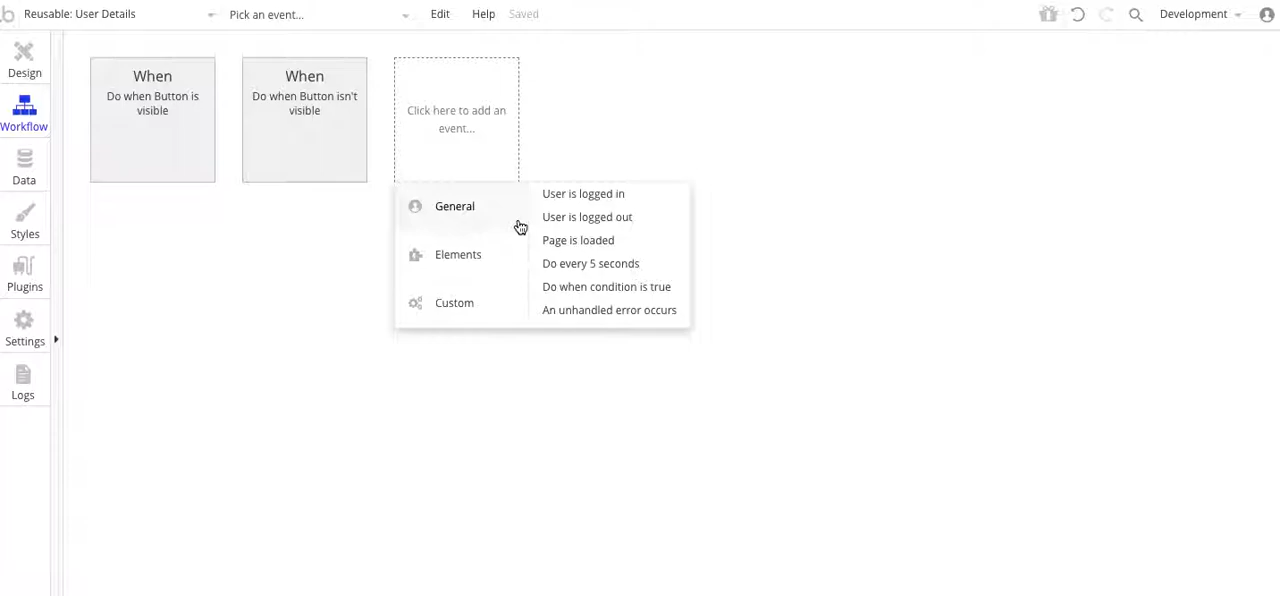 Reusable: User Details
Pick an event...
Edit
Help
Saved
Development
Design
Workflow
Data
Styles
Plugins
Settings
Logs
When
Do when Button is
visible
When
Do when Button isn't
visible
Click here to add an
event...
General
Elements
Custom
User is logged in
User is logged out
Page is loaded
Do every 5 seconds
Do when condition is true
An unhandled error occurs